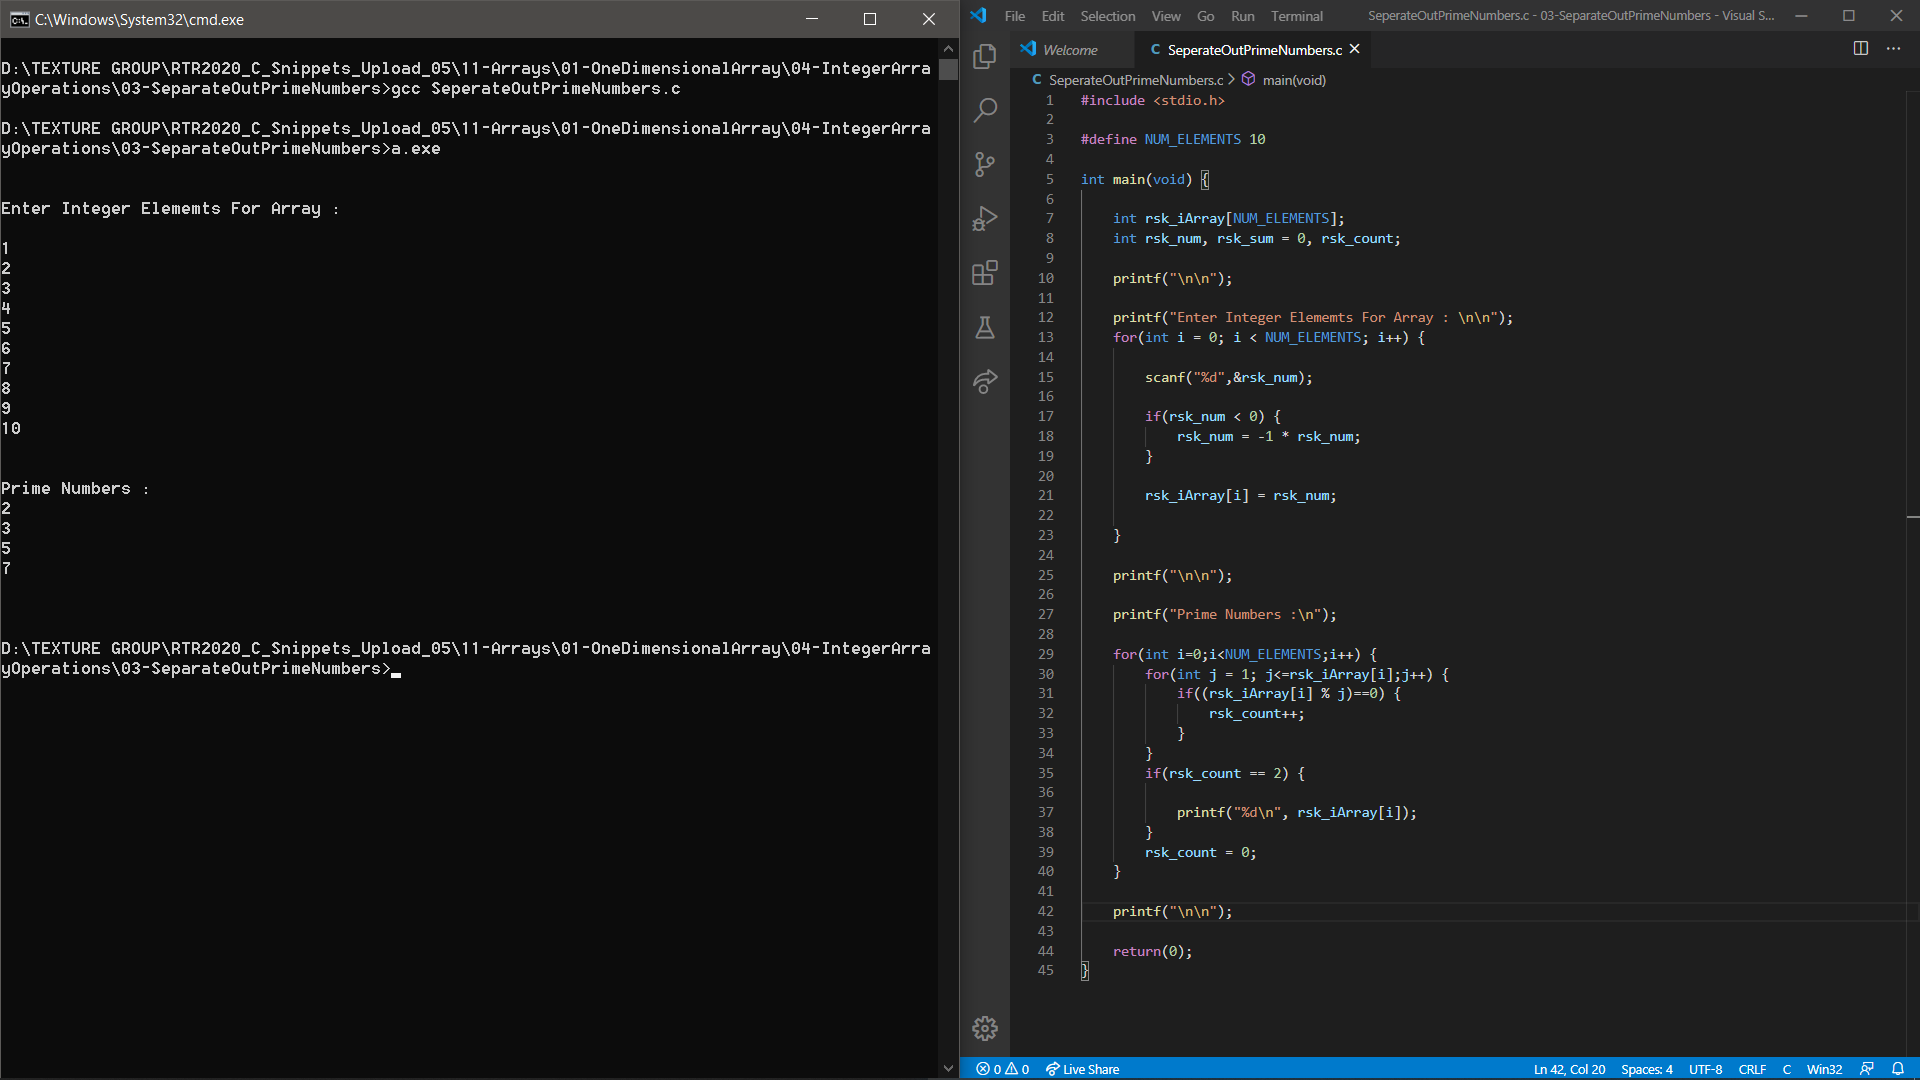 C:\Windows\System32\cmd.exe
D:\TEXTURE GROUP\RTR2020_C_Snippets_Upload_05\11-Arrays\01-OneDimensionalArray\04-IntegerArra
yOperations\03-SeparateOutPrimeNumbers>gcc SeperateOutPrimeNumbers.c
D:\TEXTURE GROUP\RTR2020_C_Snippets_Upload_05\11-Arrays\01-OneDimensionalArray\04-IntegerArra
yOperations\03-SeparateOutPrimeNumbers>a.exe
Enter Integer Elememts For Array :
1
2
3
4
5
6
7
8
9
10
Prime Numbers :
2
3
5
7
D:\TEXTURE GROUP\RTR2020_C_Snippets_Upload_05\11-Arrays\01-OneDimensionalArray\04-IntegerArra
yOperations\03-SeparateOutPrimeNumbers>
File Edit Selection View Go Run Terminal SeperateOutPrimeNumbers.c - 03-SeparateOutPrimeNumbers - Visual S...
Welcome C SeperateOutPrimeNumbers.c
C SeperateOutPrimeNumbers.c > main(void)
1 #include <stdio.h>
2
3 #define NUM_ELEMENTS 10
4
5 int main(void) {
6
7 int rsk_iArray[NUM_ELEMENTS];
8 int rsk_num, rsk_sum = 0, rsk_count;
9
10 printf("\n\n");
11
12 printf("Enter Integer Elememts For Array : \n\n");
13 for(int i = 0; i < NUM_ELEMENTS; i++) {
14
15 scanf("%d",&rsk_num);
16
17 if(rsk_num < 0) {
18 rsk_num = -1 * rsk_num;
19 }
20
21 rsk_iArray[i] = rsk_num;
22
23 }
24
25 printf("\n\n");
26
27 printf("Prime Numbers :\n");
28
29 for(int i=0;i<NUM_ELEMENTS;i++) {
30 for(int j = 1; j<=rsk_iArray[i];j++) {
31 if((rsk_iArray[i] % j)==0) {
32 rsk_count++;
33 }
34 }
35 if(rsk_count == 2) {
36
37 printf("%d\n", rsk_iArray[i]);
38 }
39 rsk_count = 0;
40 }
41
42 printf("\n\n");
43
44 return(0);
45 }
0 0 Live Share Ln 42, Col 20 Spaces: 4 UTF-8 CRLF C Win32